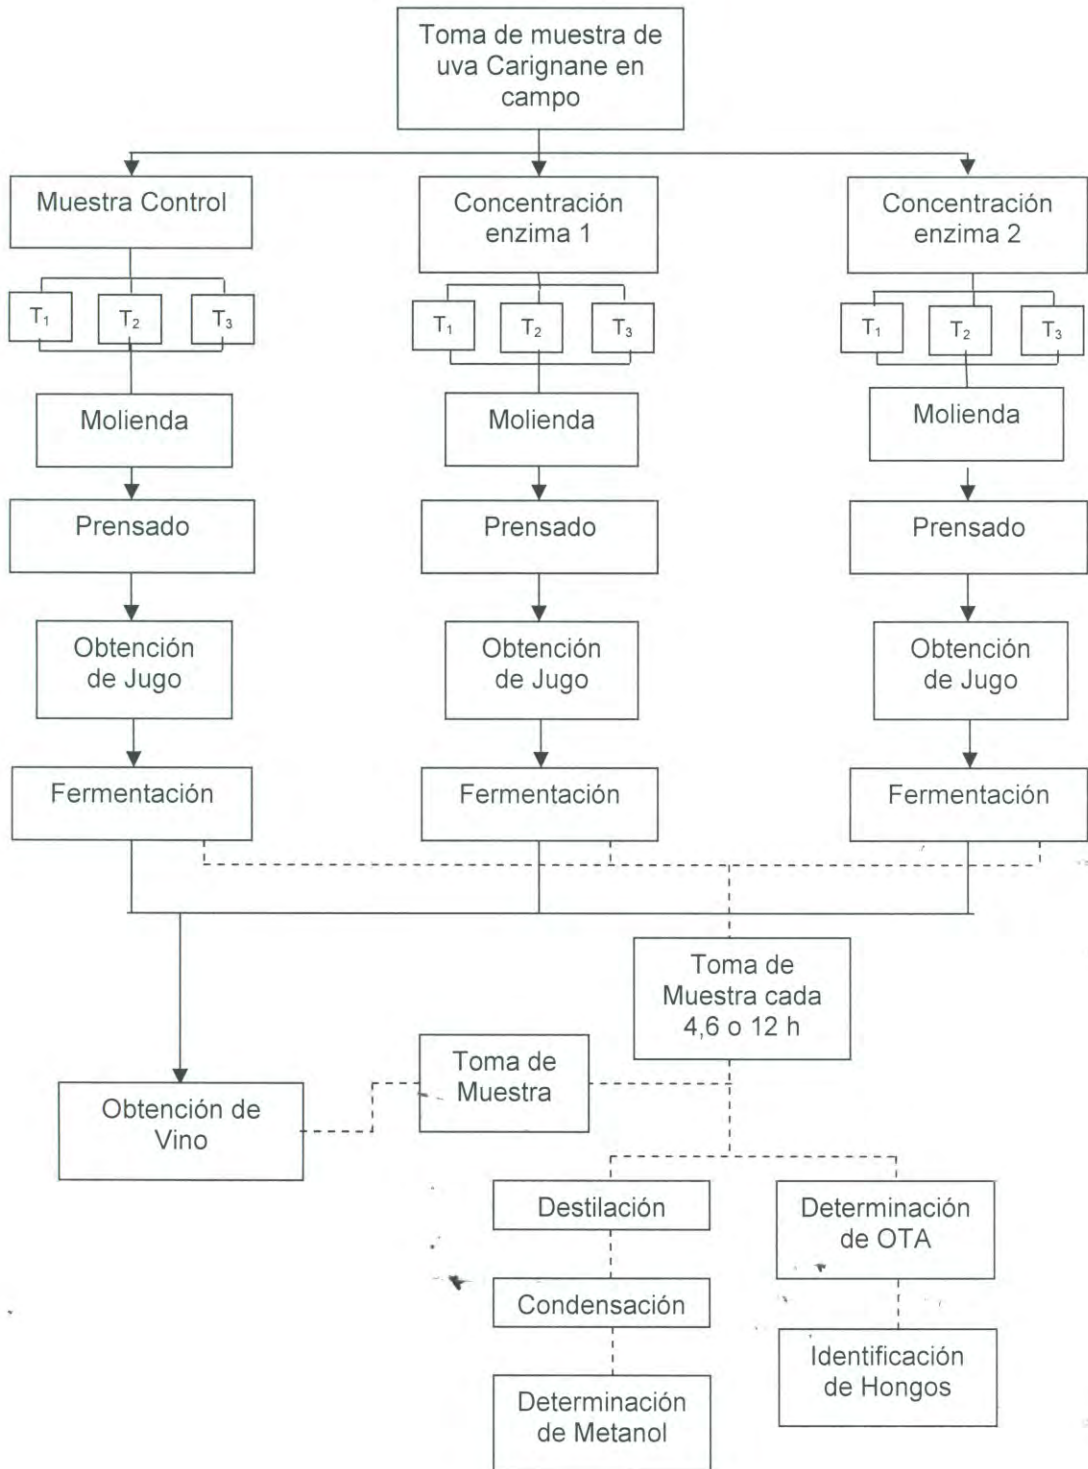 Toma de muestra de
uva Carignane en
campo
Muestra Control
Concentración
enzima 1
Concentración
enzima 2
T₁
T₂
T₃
T₁
T₂
T₃
T₁
T₂
T₃
Molienda
Molienda
Molienda
Prensado
Prensado
Prensado
Obtención
de Jugo
Obtención
de Jugo
Obtención
de Jugo
Fermentación
Fermentación
Fermentación
Toma de
Muestra cada
4,6 o 12 h
Toma de
Muestra
Obtención de
Vino
Destilación
Determinación
de OTA
Condensación
Identificación
de Hongos
Determinación
de Metanol